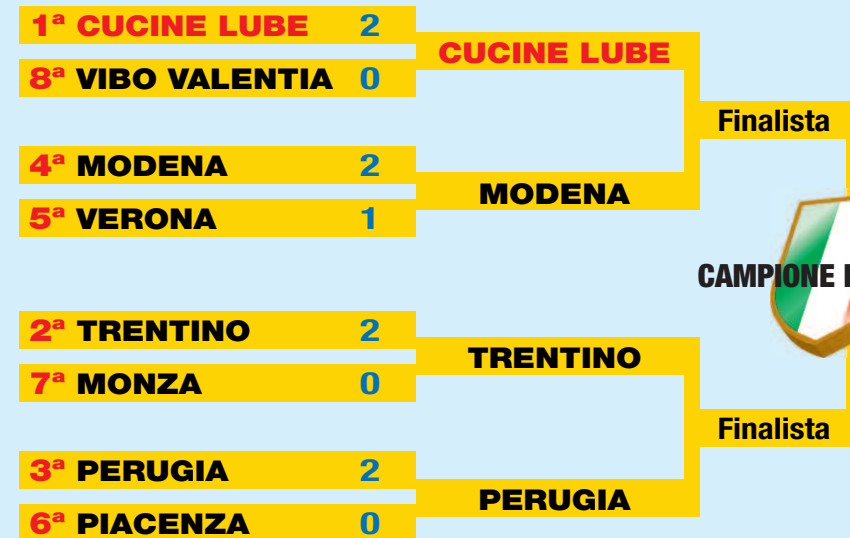 1ª CUCINE LUBE 2
8ª VIBO VALENTIA 0
CUCINE LUBE
4ª MODENA 2
5ª VERONA 1
MODENA
Finalista
CAMPIONE
2ª TRENTINO 2
7ª MONZA 0
TRENTINO
3ª PERUGIA 2
6ª PIACENZA 0
PERUGIA
Finalista